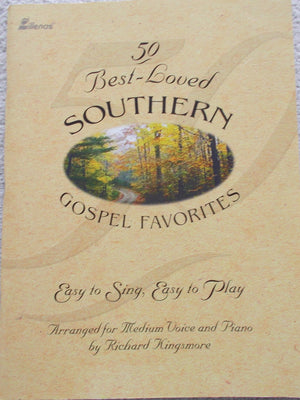 Lillenas
50
Best-Loved
SOUTHERN
GOSPEL FAVORITES
Easy to Sing, Easy to Play
Arranged for Medium Voice and Piano
by Richard Kingsmore